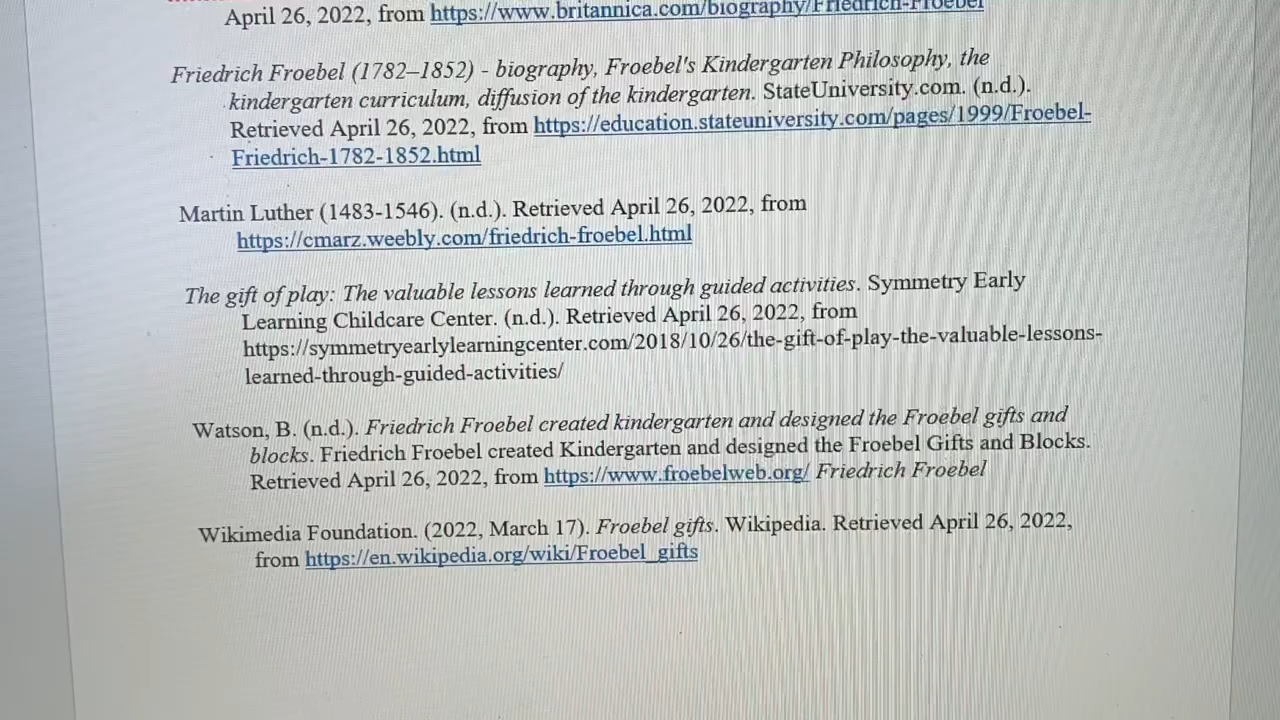 April 26, 2022, from https://www.britannica.com/biography/Friedrich-Froebel
Friedrich Froebel (1782–1852) - biography, Froebel's Kindergarten Philosophy, the
kindergarten curriculum, diffusion of the kindergarten. StateUniversity.com. (n.d.).
Retrieved April 26, 2022, from https://education.stateuniversity.com/pages/1999/Froebel-
Friedrich-1782-1852.html
Martin Luther (1483-1546). (n.d.). Retrieved April 26, 2022, from
https://cmarz.weebly.com/friedrich-froebel.html
The gift of play: The valuable lessons learned through guided activities. Symmetry Early
Learning Childcare Center. (n.d.). Retrieved April 26, 2022, from
https://symmetryearlylearningcenter.com/2018/10/26/the-gift-of-play-the-valuable-lessons-
learned-through-guided-activities/
Watson, B. (n.d.). Friedrich Froebel created kindergarten and designed the Froebel gifts and
blocks. Friedrich Froebel created Kindergarten and designed the Froebel Gifts and Blocks.
Retrieved April 26, 2022, from https://www.froebelweb.org/ Friedrich Froebel
Wikimedia Foundation. (2022, March 17). Froebel gifts. Wikipedia. Retrieved April 26, 2022,
from https://en.wikipedia.org/wiki/Froebel_gifts